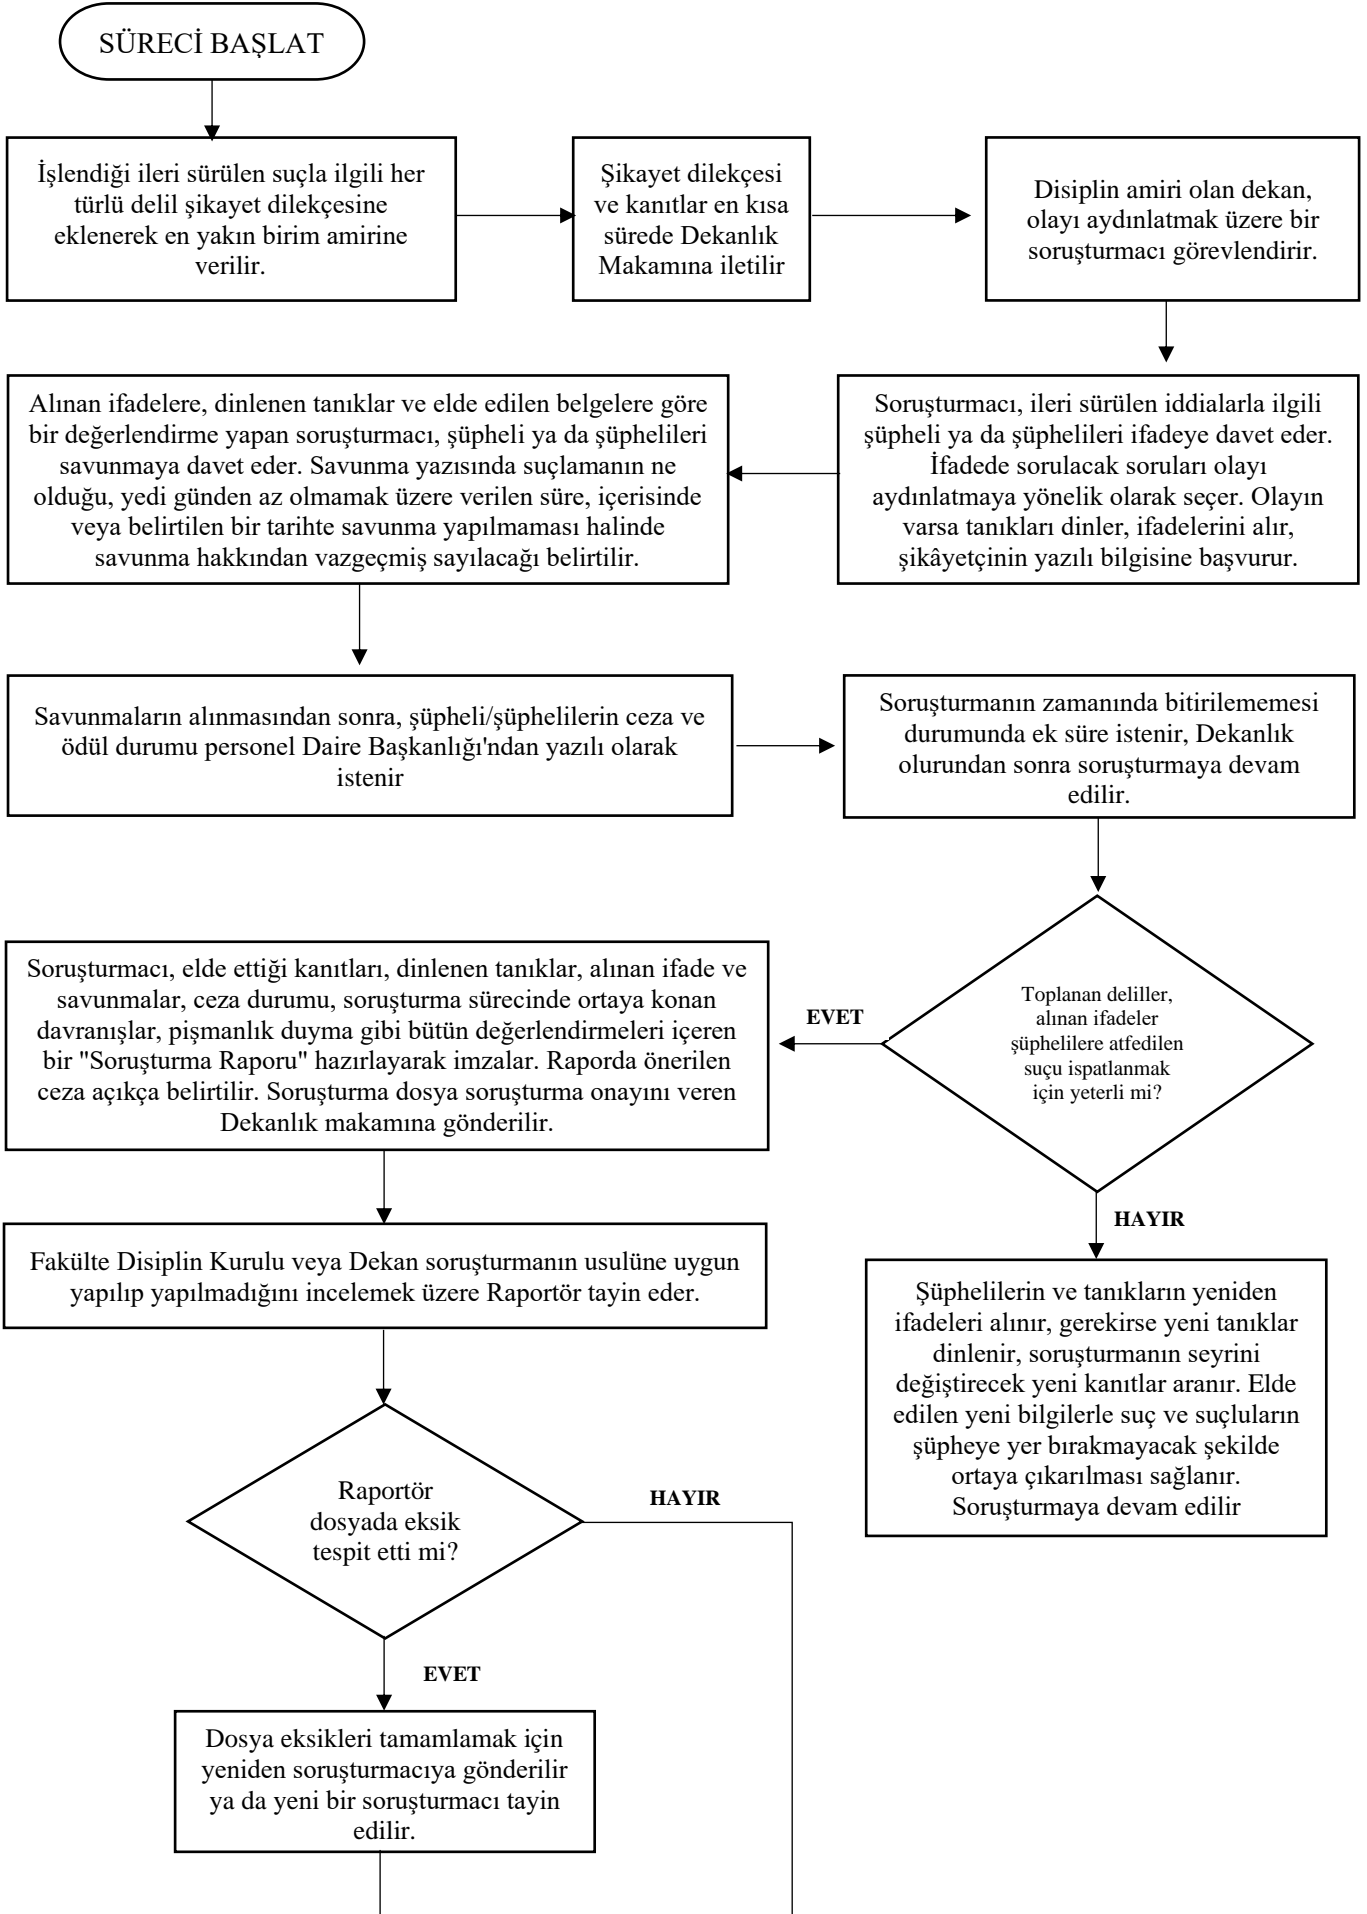 SÜRECİ BAŞLAT
İşlendiği ileri sürülen suçla ilgili her
türlü delil şikayet dilekçesine
eklenerek en yakın birim amirine
verilir.
Şikayet dilekçesi
ve kanıtlar en kısa
sürede Dekanlık
Makamına iletilir
Disiplin amiri olan dekan,
olayı aydınlatmak üzere bir
soruşturmacı görevlendirir.
Soruşturmacı, ileri sürülen iddialarla ilgili
şüpheli ya da şüphelileri ifadeye davet eder.
İfadede sorulacak soruları olayı
aydınlatmaya yönelik olarak seçer. Olayın
varsa tanıkları dinler, ifadelerini alır,
şikâyetçinin yazılı bilgisine başvurur.
Alınan ifadelere, dinlenen tanıklar ve elde edilen belgelere göre
bir değerlendirme yapan soruşturmacı, şüpheli ya da şüphelileri
savunmaya davet eder. Savunma yazısında suçlamanın ne
olduğu, yedi günden az olmamak üzere verilen süre, içerisinde
veya belirtilen bir tarihte savunma yapılmaması halinde
savunma hakkından vazgeçmiş sayılacağı belirtilir.
Savunmaların alınmasından sonra, şüpheli/şüphelilerin ceza ve
ödül durumu personel Daire Başkanlığı'ndan yazılı olarak
istenir
Soruşturmanın zamanında bitirilememesi
durumunda ek süre istenir, Dekanlık
olurundan sonra soruşturmaya devam
edilir.
Toplanan deliller,
alınan ifadeler
şüphelilere atfedilen
suçu ispatlanmak
için yeterli mi?
EVET
Soruşturmacı, elde ettiği kanıtları, dinlenen tanıklar, alınan ifade ve
savunmalar, ceza durumu, soruşturma sürecinde ortaya konan
davranışlar, pişmanlık duyma gibi bütün değerlendirmeleri içeren
bir "Soruşturma Raporu" hazırlayarak imzalar. Raporda önerilen
ceza açıkça belirtilir. Soruşturma dosya soruşturma onayını veren
Dekanlık makamına gönderilir.
HAYIR
Şüphelilerin ve tanıkların yeniden
ifadeleri alınır, gerekirse yeni tanıklar
dinlenir, soruşturmanın seyrini
değiştirecek yeni kanıtlar aranır. Elde
edilen yeni bilgilerle suç ve suçluların
şüpheye yer bırakmayacak şekilde
ortaya çıkarılması sağlanır.
Soruşturmaya devam edilir
Fakülte Disiplin Kurulu veya Dekan soruşturmanın usulüne uygun
yapılıp yapılmadığını incelemek üzere Raportör tayin eder.
Raportör
dosyada eksik
tespit etti mi?
HAYIR
EVET
Dosya eksikleri tamamlamak için
yeniden soruşturmacıya gönderilir
ya da yeni bir soruşturmacı tayin
edilir.